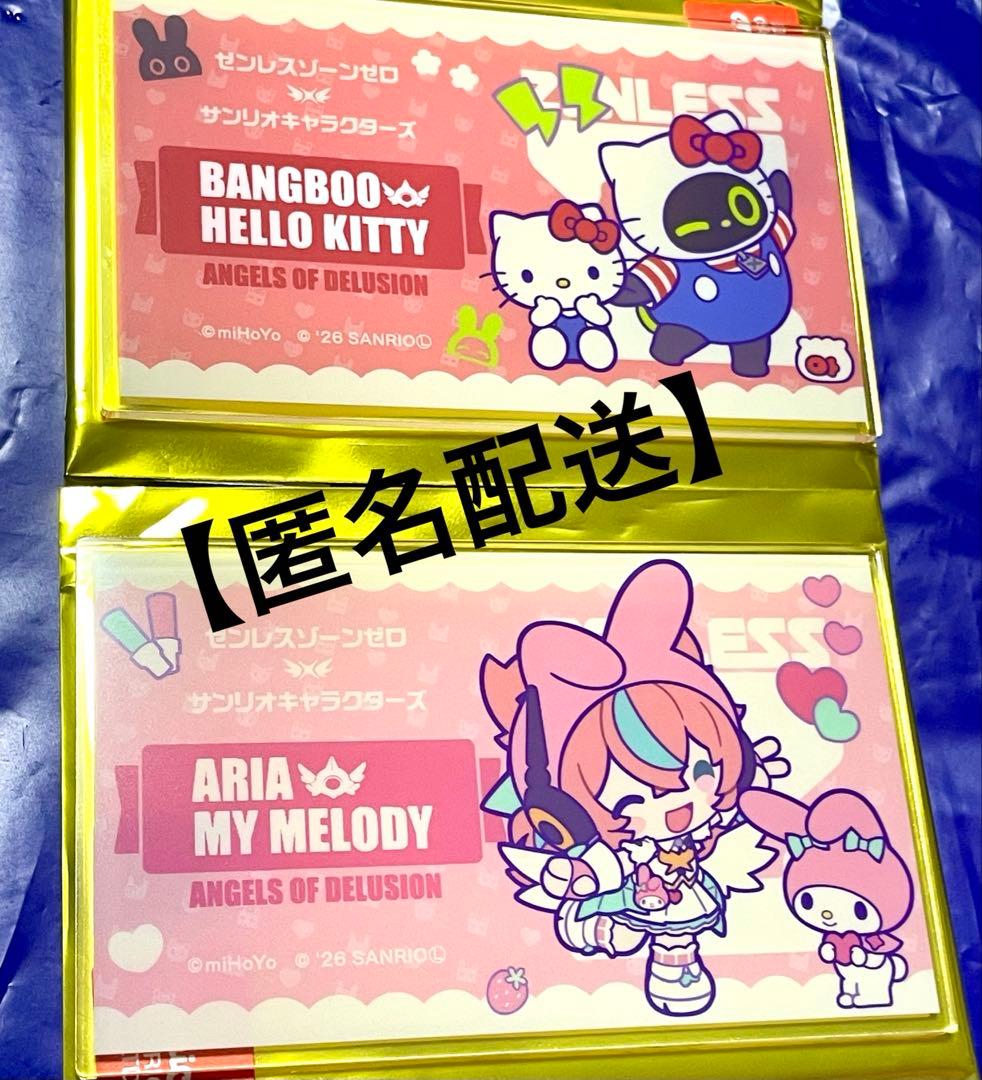 ゼンレスゾーンゼロ
サンリオキャラクターズ
ZENLESS
BANGBOO
HELLO KITTY
ANGELS OF DELUSION
©miHoYo © '26 SANRIO Ⓛ
【匿名配送】
ゼンレスゾーンゼロ
サンリオキャラクターズ
ARIA
MY MELODY
ANGELS OF DELUSION
©miHoYo © '26 SANRIO Ⓛ